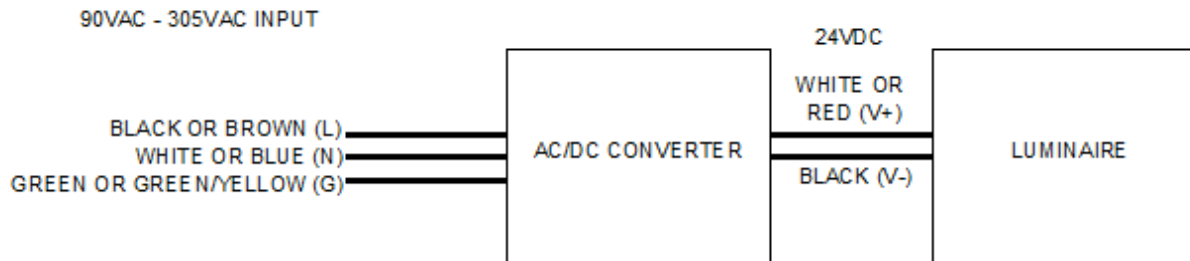 90VAC - 305VAC INPUT
24VDC
WHITE OR
RED (V+)
BLACK OR BROWN (L)
WHITE OR BLUE (N)
GREEN OR GREEN/YELLOW (G)
AC/DC CONVERTER
BLACK (V-)
LUMINAIRE